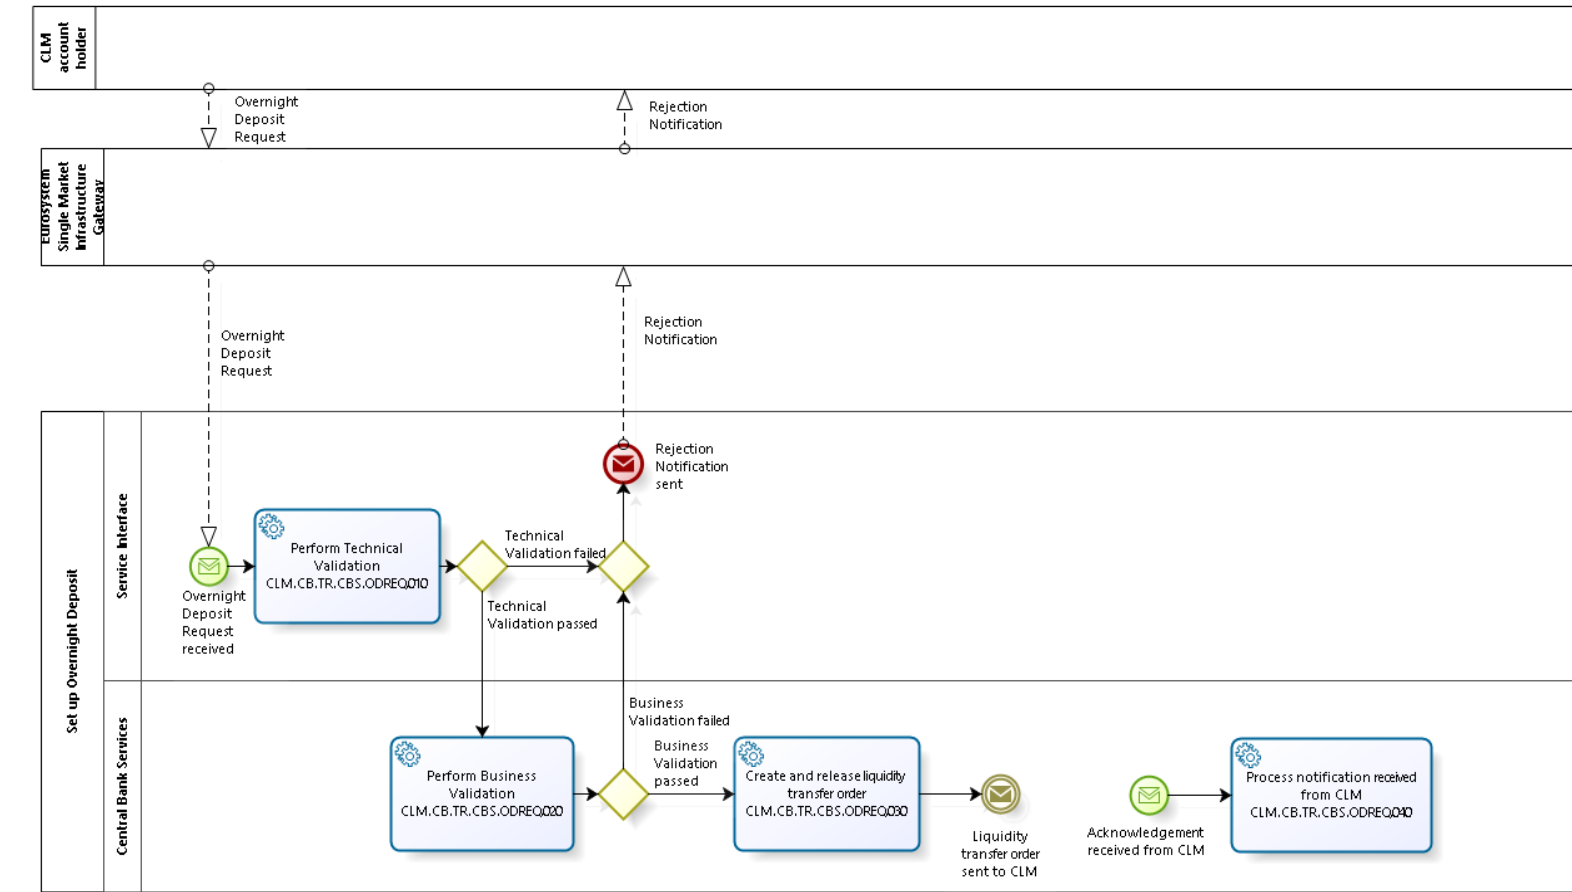 CLM
account
holder
Overnight
Deposit
Request
Rejection
Notification
Eurosystem
Single Market
Infrastructure
Gateway
Overnight
Deposit
Request
Rejection
Notification
Set up Overnight Deposit
Service Interface
Rejection
Notification
sent
Overnight
Deposit
Request
received
Perform Technical
Validation
CLM.CB.TR.CBS.ODREQ.010
Technical
Validation failed
Technical
Validation passed
Central Bank Services
Business
Validation failed
Perform Business
Validation
CLM.CB.TR.CBS.ODREQ.020
Business
Validation
passed
Create and release liquidity
transfer order
CLM.CB.TR.CBS.ODREQ.030
Liquidity
transfer order
sent to CLM
Acknowledgement
received from CLM
Process notification received
from CLM
CLM.CB.TR.CBS.ODREQ.040